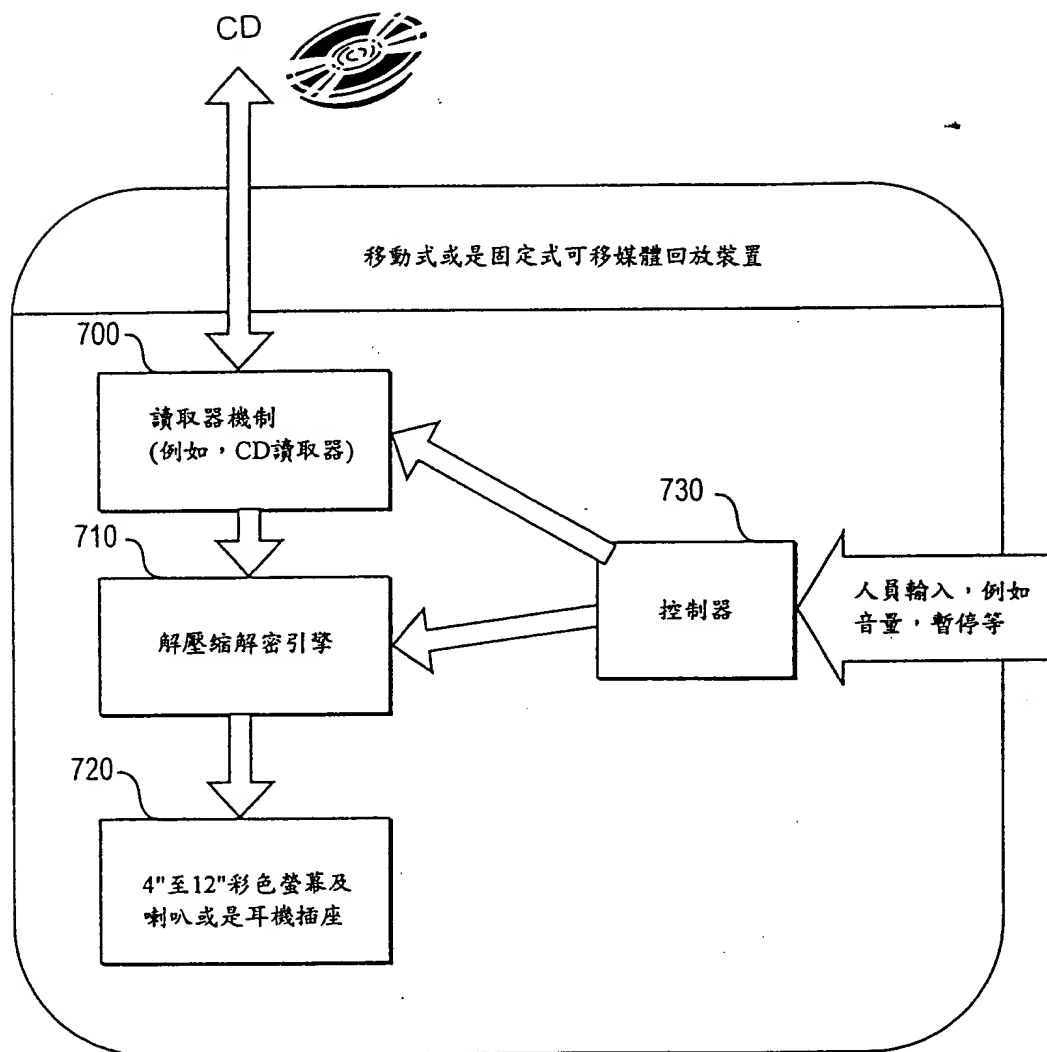 CD
移動式或是固定式可移媒體回放裝置
700
讀取器機制
(例如，CD讀取器)
730
710
人員輸入，例如
音量，暫停等
控制器
解壓縮解密引擎
720
4"至12"彩色螢幕及
喇叭或是耳機插座